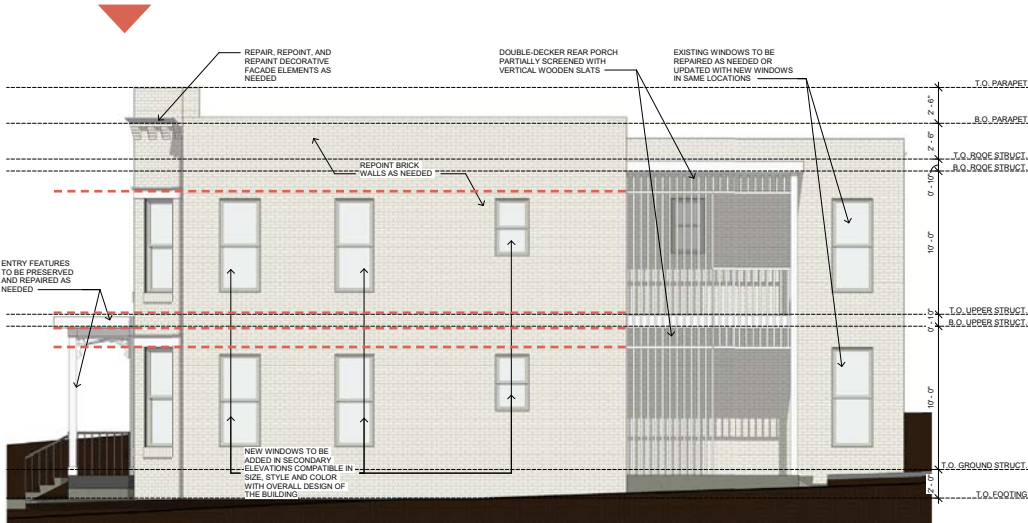 REPAIR, REPOINT, AND
REPAINT DECORATIVE
FACADE ELEMENTS AS
NEEDED
DOUBLE-DECKER REAR PORCH
PARTIALLY SCREENED WITH
VERTICAL WOODEN SLATS
EXISTING WINDOWS TO BE
REPAIRED AS NEEDED OR
UPDATED WITH NEW WINDOWS
IN SAME LOCATIONS
T.O. PARAPET
2' - 6"
B.O. PARAPET
2' - 6"
T.O. ROOF STRUCT.
B.O. ROOF STRUCT.
0' - 10"
REPOINT BRICK
WALLS AS NEEDED
10' - 0"
ENTRY FEATURES
TO BE PRESERVED
AND REPAIRED AS
NEEDED
T.O. UPPER STRUCT.
B.O. UPPER STRUCT.
10' - 0"
NEW WINDOWS TO BE
ADDED IN SECONDARY
ELEVATIONS COMPATIBLE IN
SIZE, STYLE AND COLOR
WITH OVERALL DESIGN OF
THE BUILDING
T.O. GROUND STRUCT.
2' - 0"
T.O. FOOTING